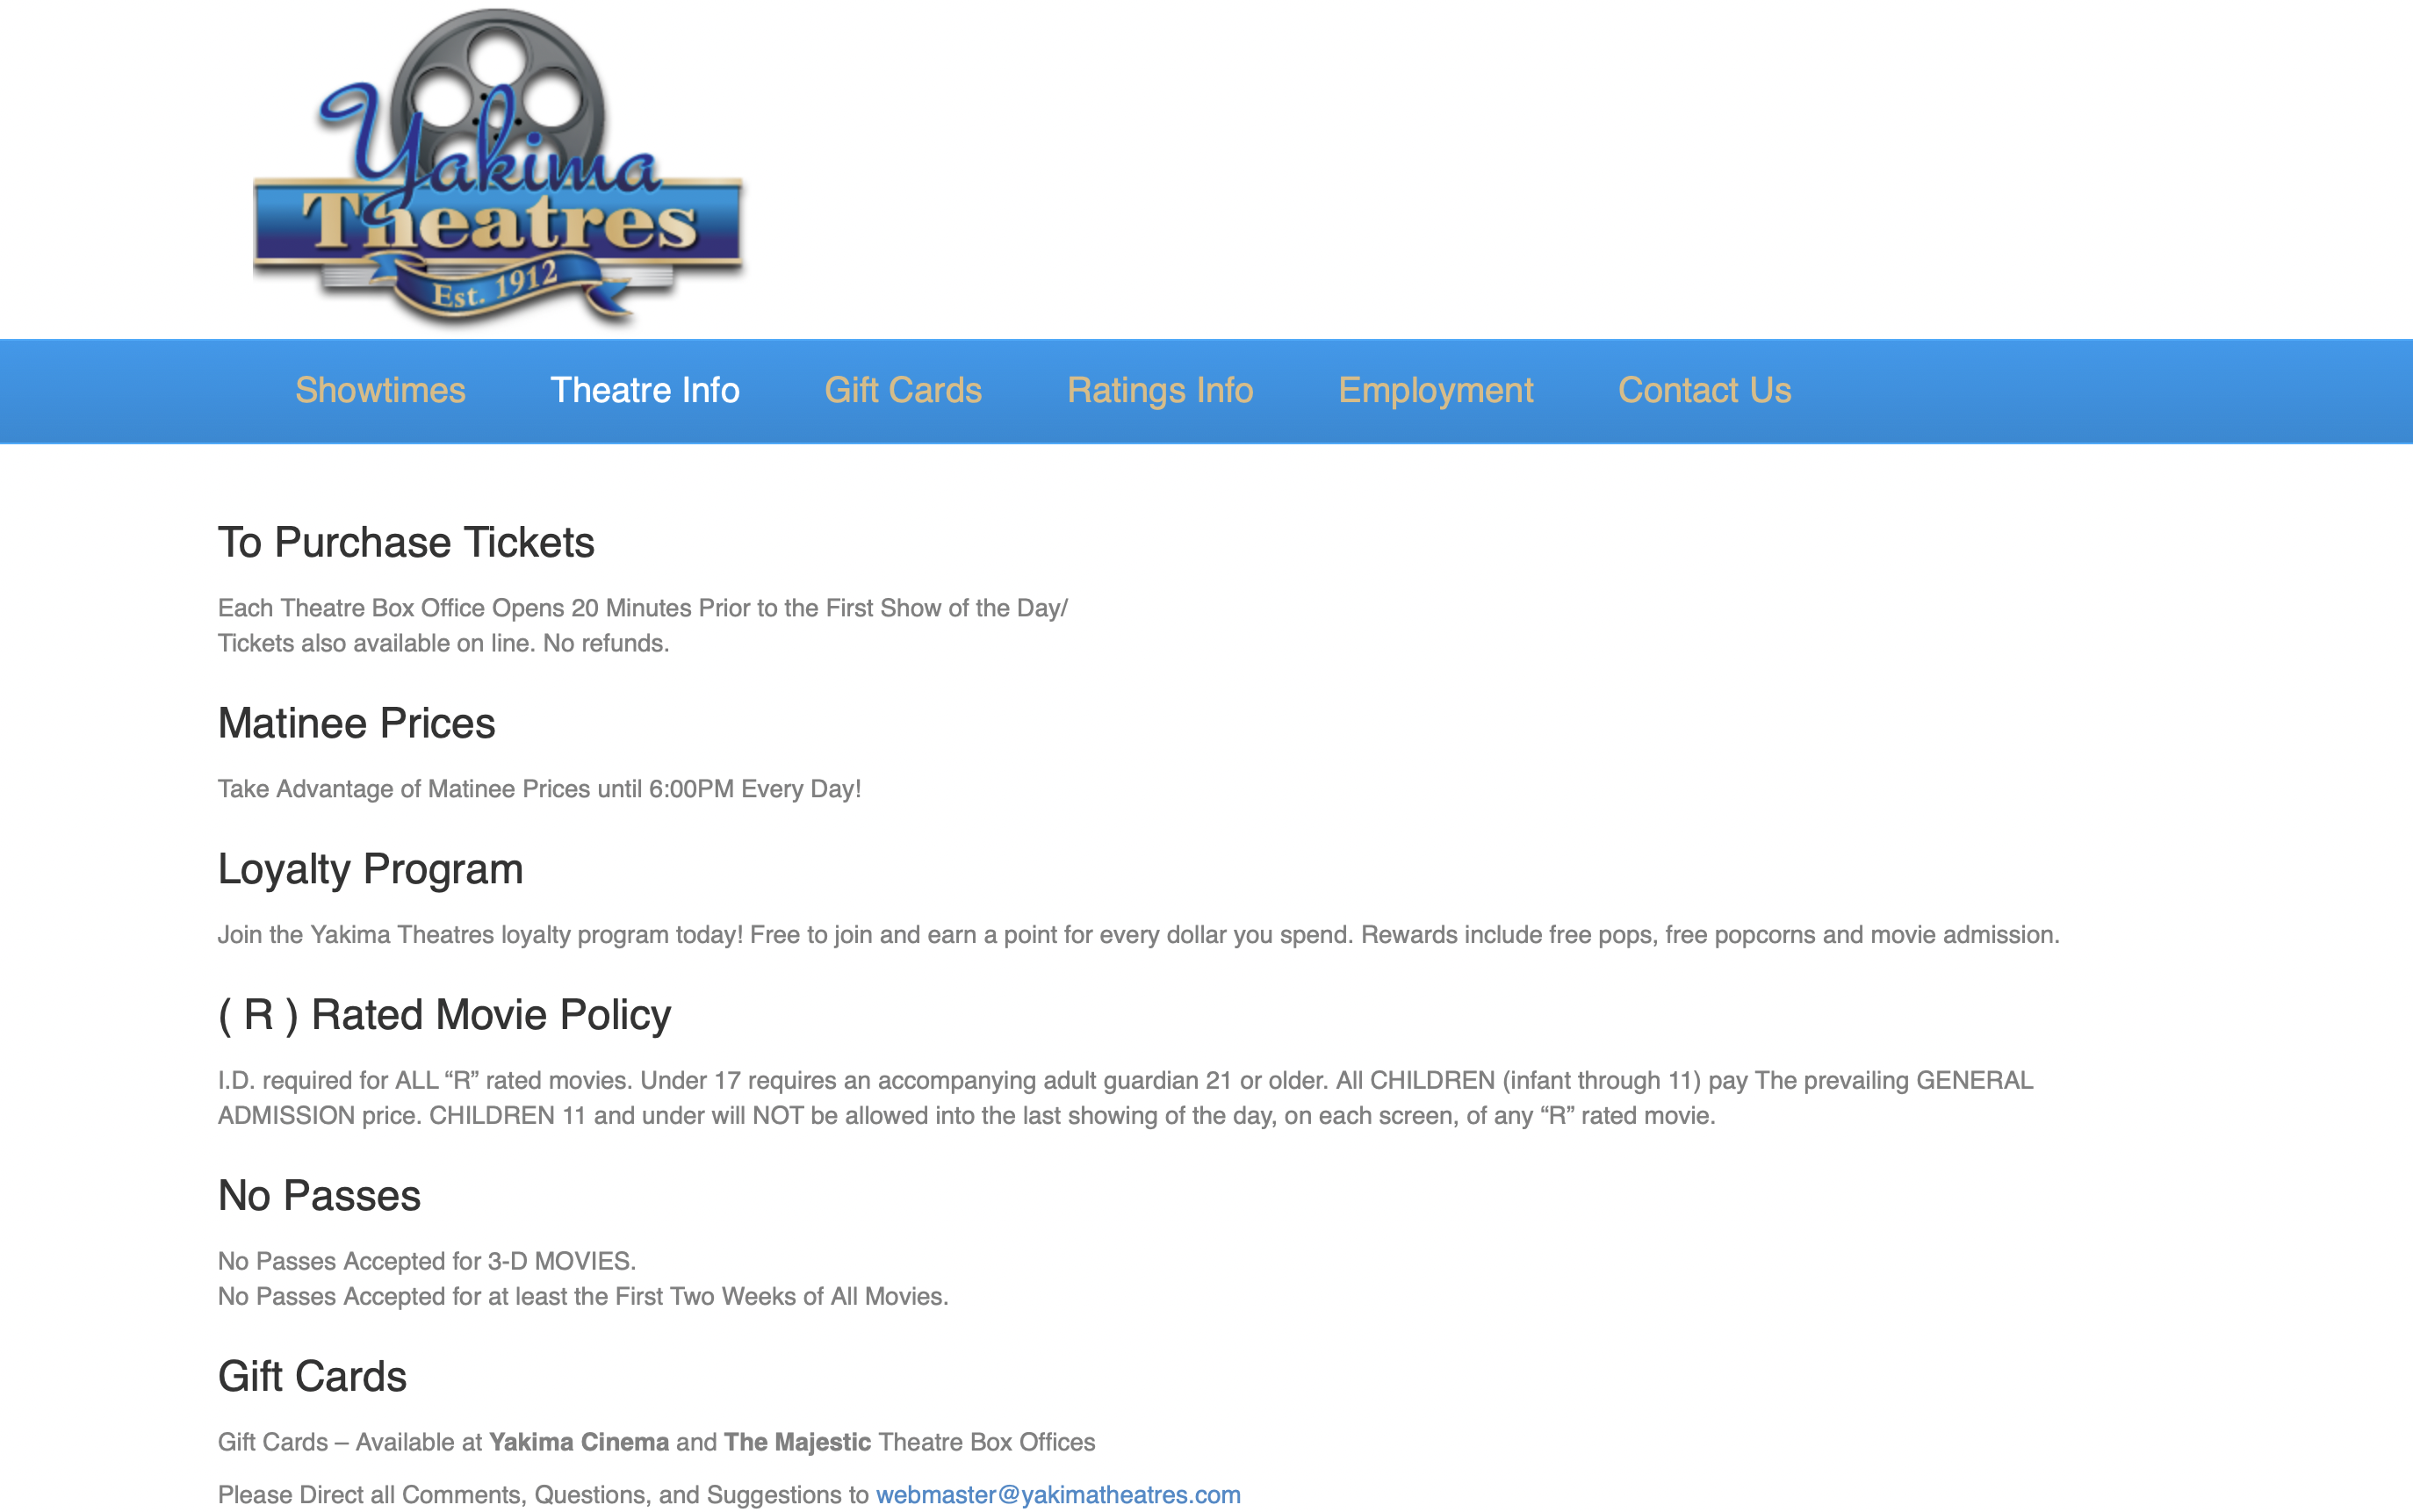 Yakima
Theatres
Est. 1912
Showtimes Theatre Info Gift Cards Ratings Info Employment Contact Us
To Purchase Tickets
Each Theatre Box Office Opens 20 Minutes Prior to the First Show of the Day/
Tickets also available on line. No refunds.
Matinee Prices
Take Advantage of Matinee Prices until 6:00PM Every Day!
Loyalty Program
Join the Yakima Theatres loyalty program today! Free to join and earn a point for every dollar you spend. Rewards include free pops, free popcorns and movie admission.
( R ) Rated Movie Policy
I.D. required for ALL “R” rated movies. Under 17 requires an accompanying adult guardian 21 or older. All CHILDREN (infant through 11) pay The prevailing GENERAL
ADMISSION price. CHILDREN 11 and under will NOT be allowed into the last showing of the day, on each screen, of any “R” rated movie.
No Passes
No Passes Accepted for 3-D MOVIES.
No Passes Accepted for at least the First Two Weeks of All Movies.
Gift Cards
Gift Cards – Available at Yakima Cinema and The Majestic Theatre Box Offices
Please Direct all Comments, Questions, and Suggestions to webmaster@yakimatheatres.com